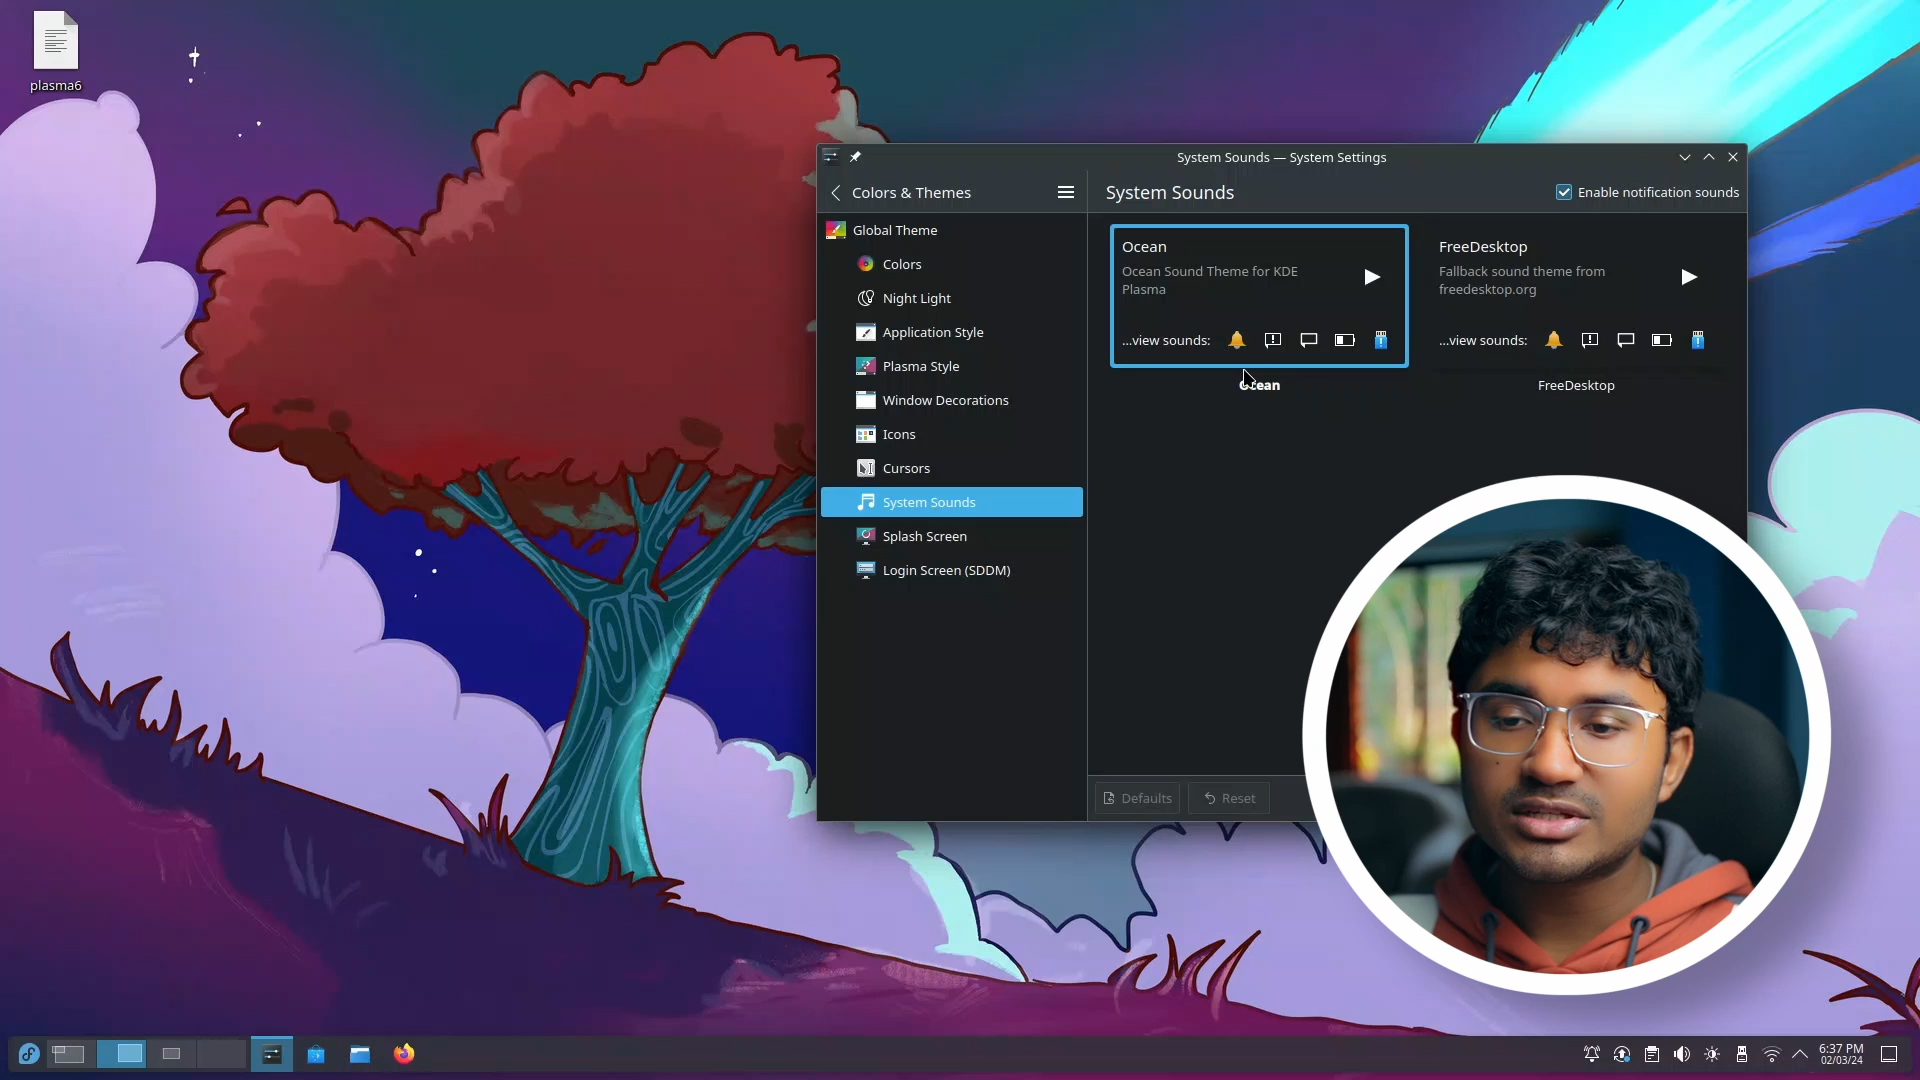 plasma6
System Sounds — System Settings
Colors & Themes
System Sounds
Enable notification sounds
Global Theme
Colors
Night Light
Application Style
Plasma Style
Window Decorations
Icons
Cursors
System Sounds
Splash Screen
Login Screen (SDDM)
Ocean
Ocean Sound Theme for KDE
Plasma
...view sounds:
Ocean
FreeDesktop
Fallback sound theme from
freedesktop.org
...view sounds:
FreeDesktop
Defaults
Reset
6:37 PM
02/03/24